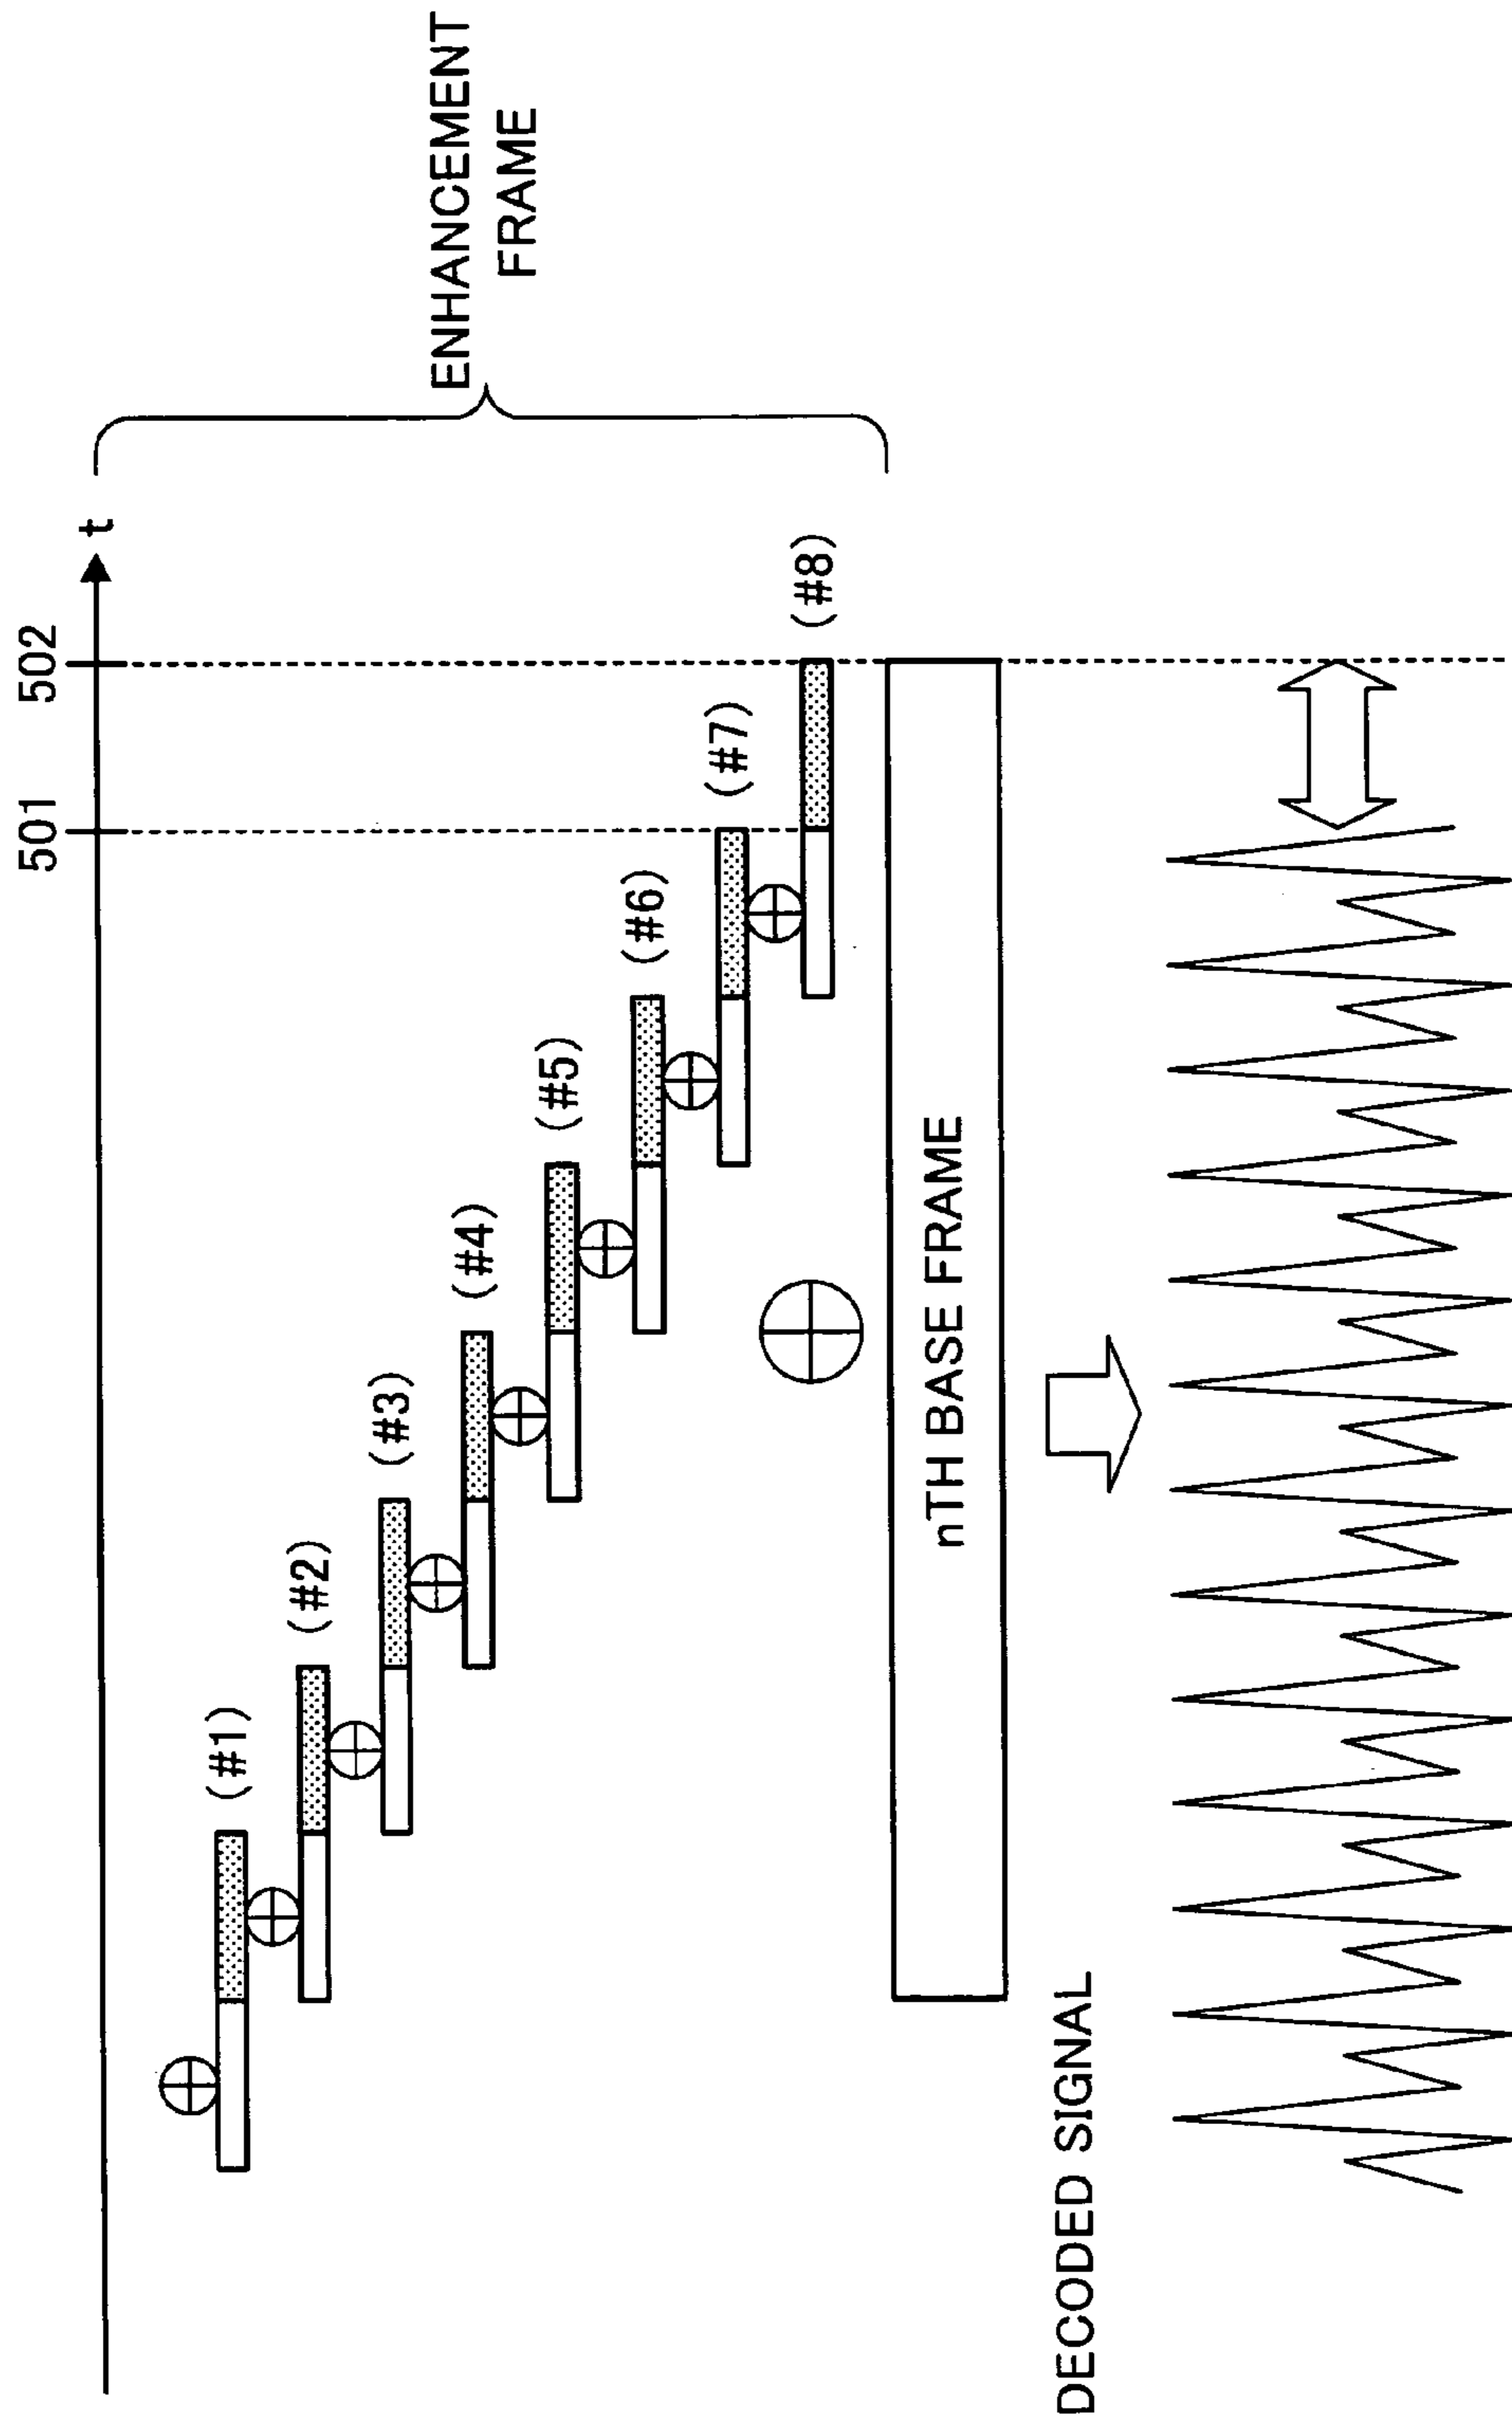 501
502
t
ENHANCEMENT
FRAME
(#1)
(#2)
(#3)
(#4)
(#5)
(#6)
(#7)
(#8)
nTH BASE FRAME
DECODED SIGNAL